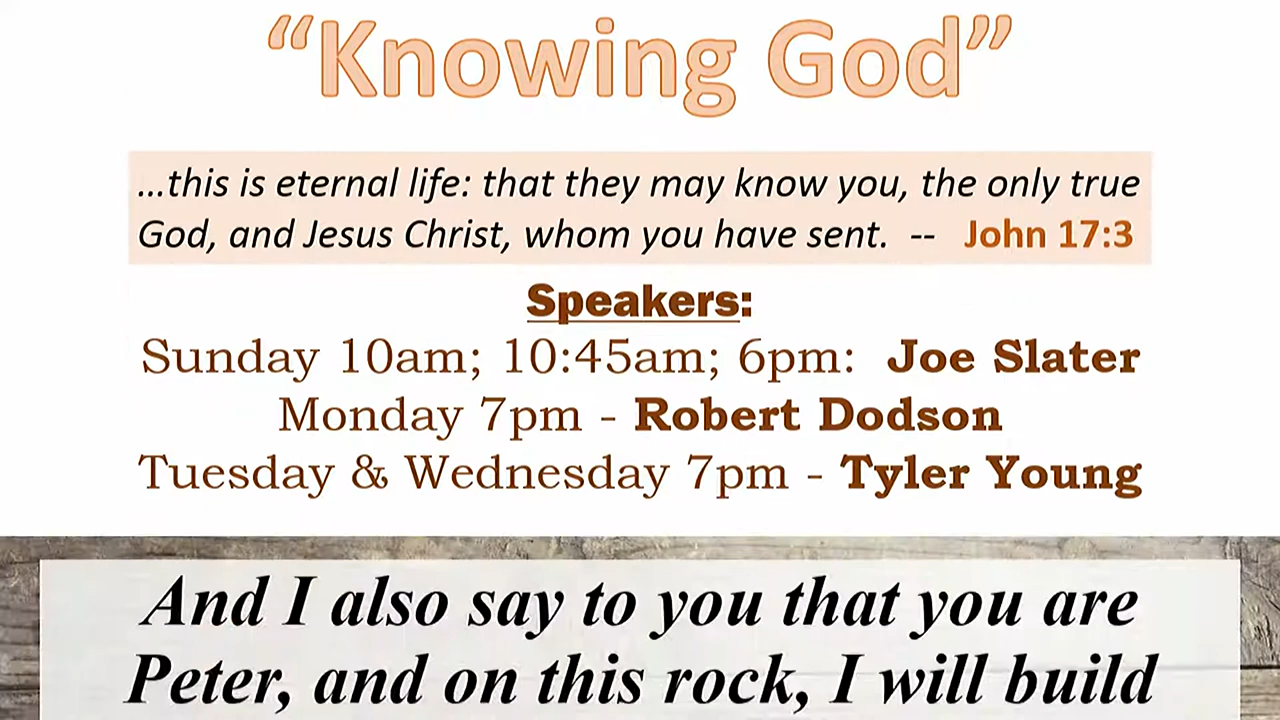 “Knowing God”
...this is eternal life: that they may know you, the only true
God, and Jesus Christ, whom you have sent. -- John 17:3
Speakers:
Sunday 10am; 10:45am; 6pm: Joe Slater
Monday 7pm - Robert Dodson
Tuesday & Wednesday 7pm - Tyler Young
And I also say to you that you are
Peter, and on this rock, I will build